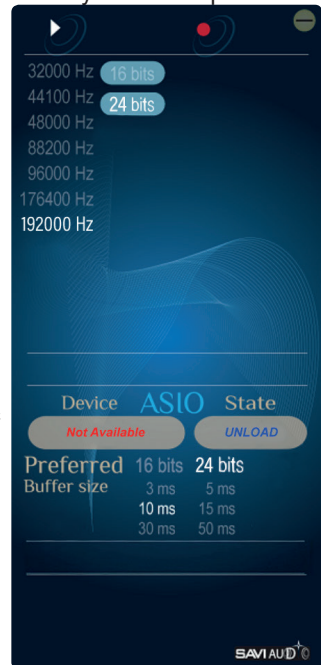 32000 Hz 16 bits
44100 Hz 24 bits
48000 Hz
88200 Hz
96000 Hz
176400 Hz
192000 Hz
Device ASIO State
Not Available UNLOAD
Preferred 16 bits 24 bits
Buffer size 3 ms 5 ms
10 ms 15 ms
30 ms 50 ms
SAVI AUDIO